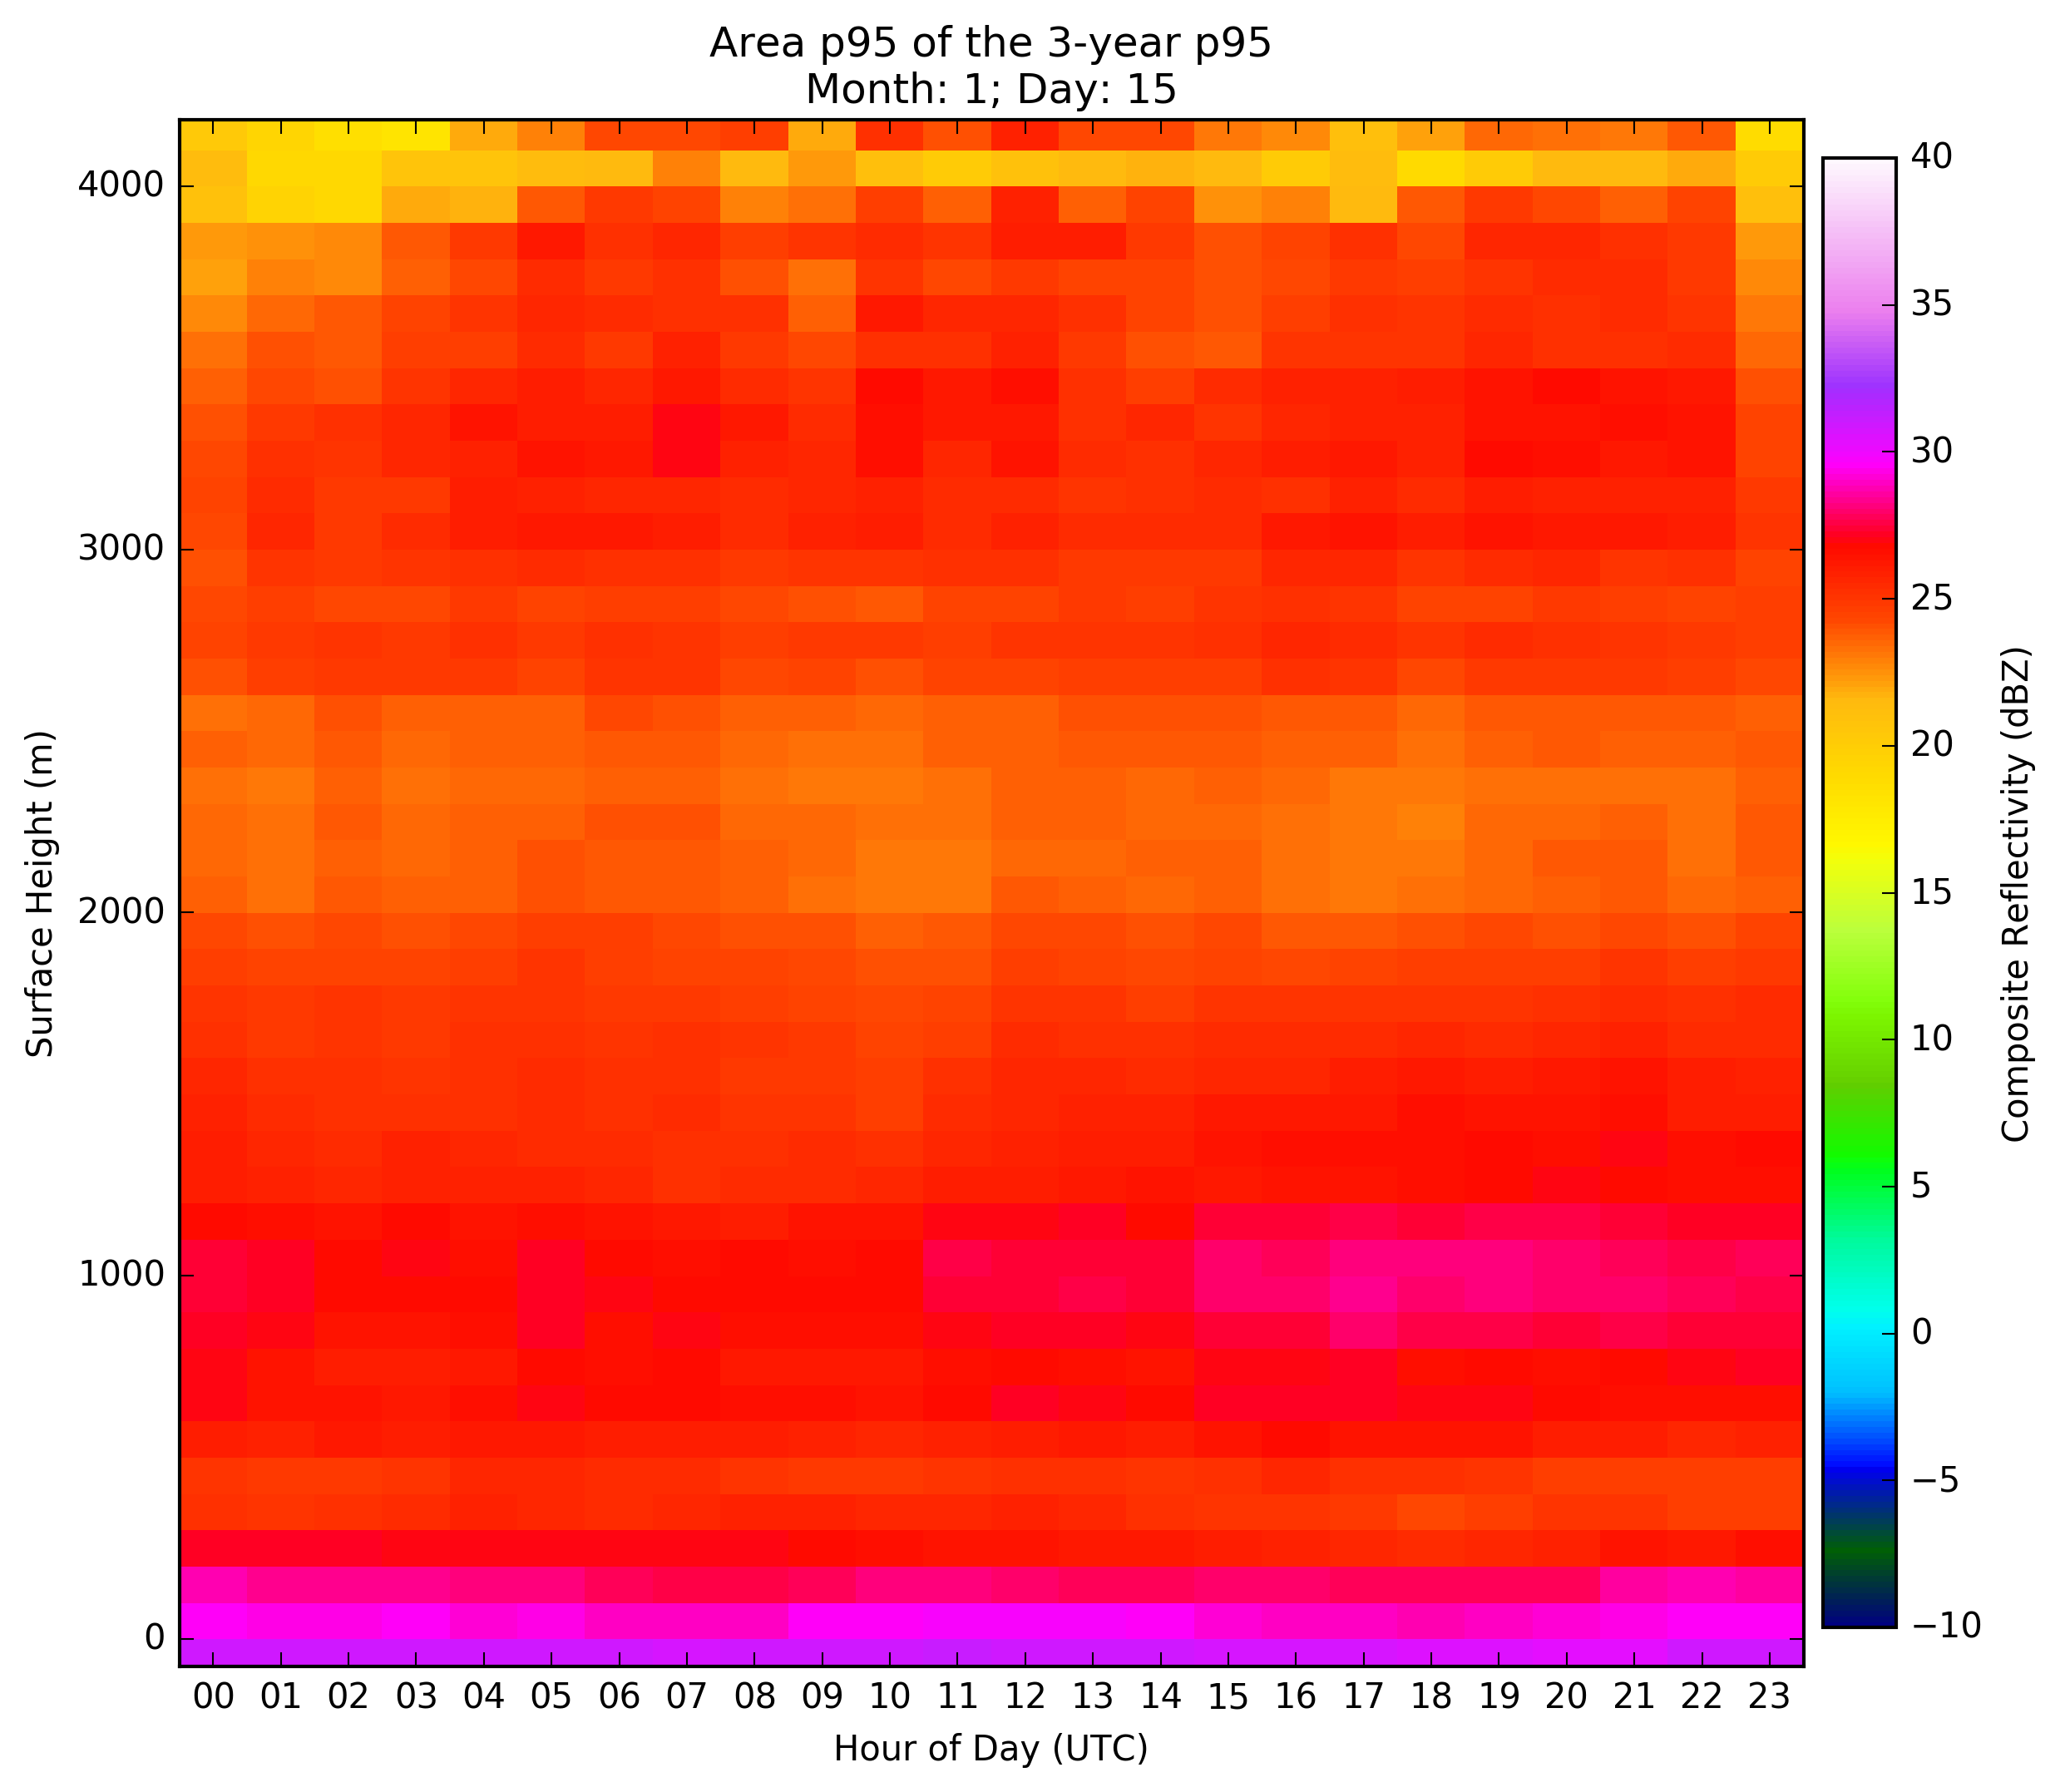 Area p95 of the 3-year p95
Month: 1; Day: 15
4000
3000
2000
1000
0
Surface Height (m)
00 01 02 03 04 05 06 07 08 09 10 11 12 13 14 15 16 17 18 19 20 21 22 23
Hour of Day (UTC)
40
35
30
25
20
15
10
5
0
−5
−10
Composite Reflectivity (dBZ)